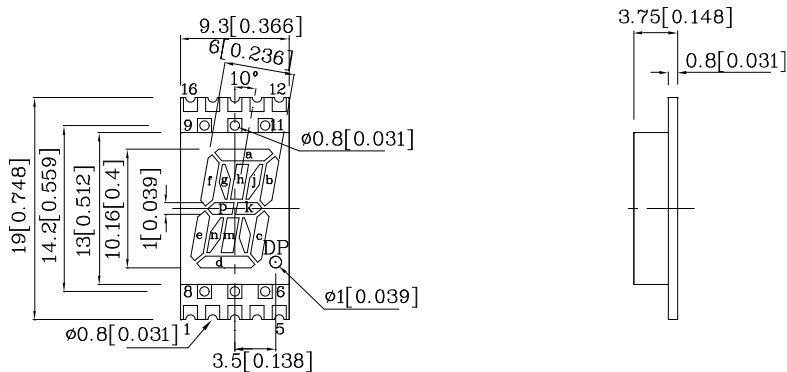 3.75[0.148]
9.3[0.366]
6[0.236]
0.8[0.031]
10°
16 12
9 11
ø0.8[0.031]
a
f g h j b
p k
e n m c
DP
d
19[0.748]
14.2[0.559]
13[0.512]
10.16[0.4]
1[0.039]
8 6
ø1[0.039]
1 5
ø0.8[0.031]
3.5[0.138]